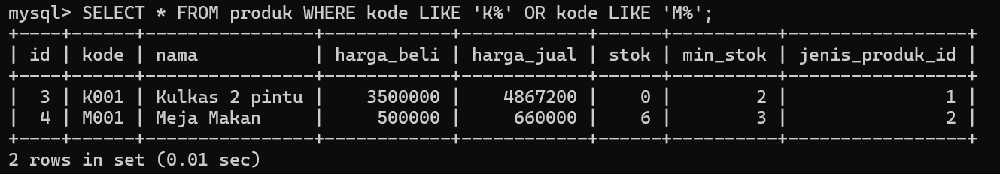 mysql> SELECT * FROM produk WHERE kode LIKE 'K%' OR kode LIKE 'M%';
+----+------+----------------+------------+------------+------+----------+-----------------+
| id | kode | nama           | harga_beli | harga_jual | stok | min_stok | jenis_produk_id |
+----+------+----------------+------------+------------+------+----------+-----------------+
|  3 | K001 | Kulkas 2 pintu |    3500000 |    4867200 |    0 |        2 |               1 |
|  4 | M001 | Meja Makan     |     500000 |     660000 |    6 |        3 |               2 |
+----+------+----------------+------------+------------+------+----------+-----------------+
2 rows in set (0.01 sec)